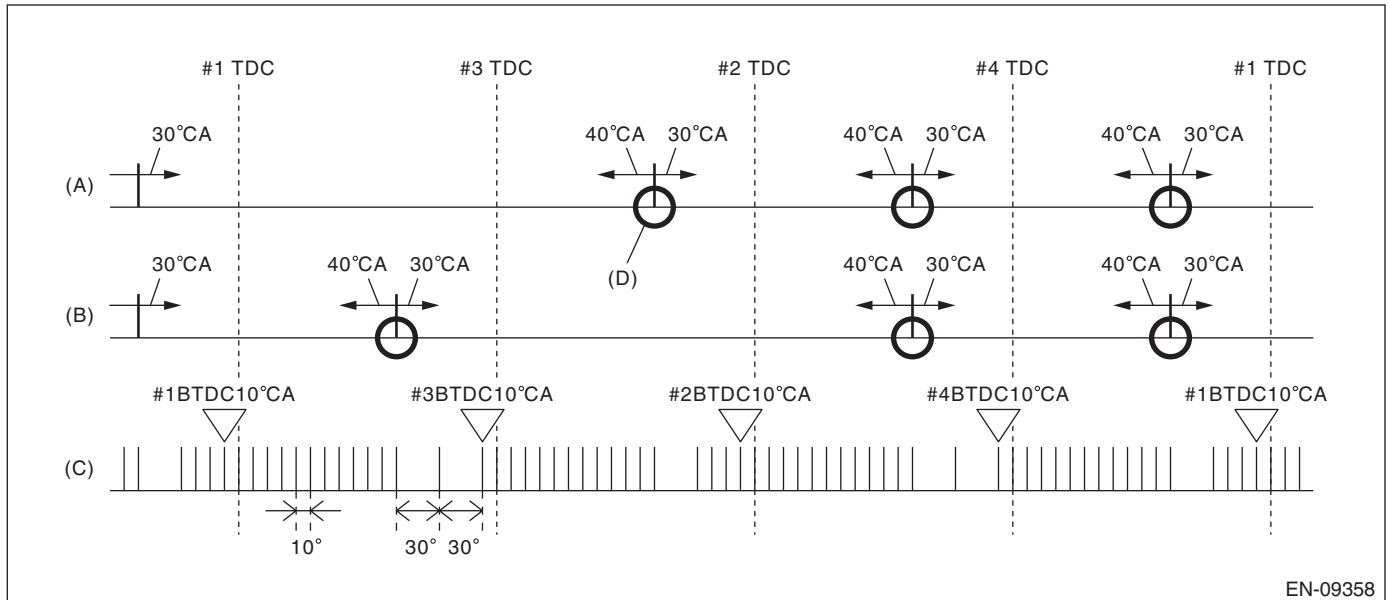 #1 TDC #3 TDC #2 TDC #4 TDC #1 TDC
30°CA 40°CA 30°CA 40°CA 30°CA 40°CA 30°CA
(A)
(D)
30°CA 40°CA 30°CA 40°CA 30°CA 40°CA 30°CA
(B)
#1BTDC10°CA #3BTDC10°CA #2BTDC10°CA #4BTDC10°CA #1BTDC10°CA
(C)
10° 30° 30°
EN-09358